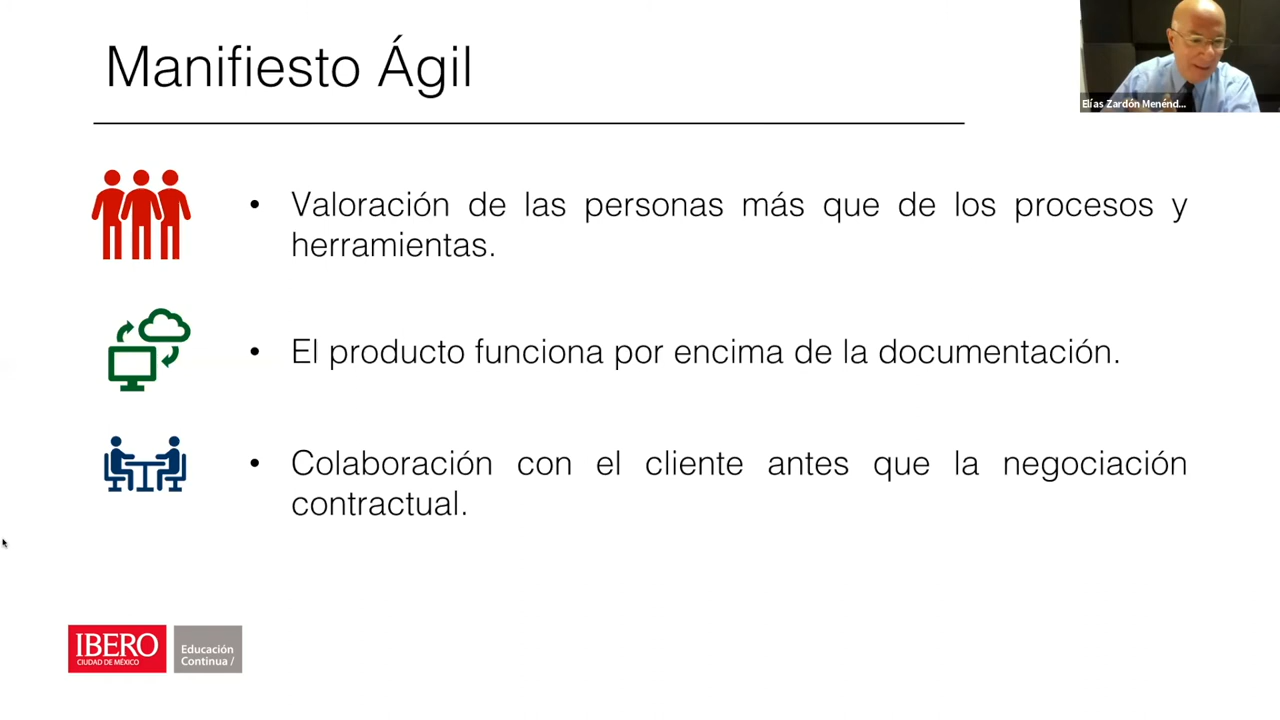 Manifiesto Ágil
Elías Zardón Menénd...
• Valoración de las personas más que de los procesos y
herramientas.
• El producto funciona por encima de la documentación.
• Colaboración con el cliente antes que la negociación
contractual.
IBERO
CIUDAD DE MÉXICO
Educación
Continua /